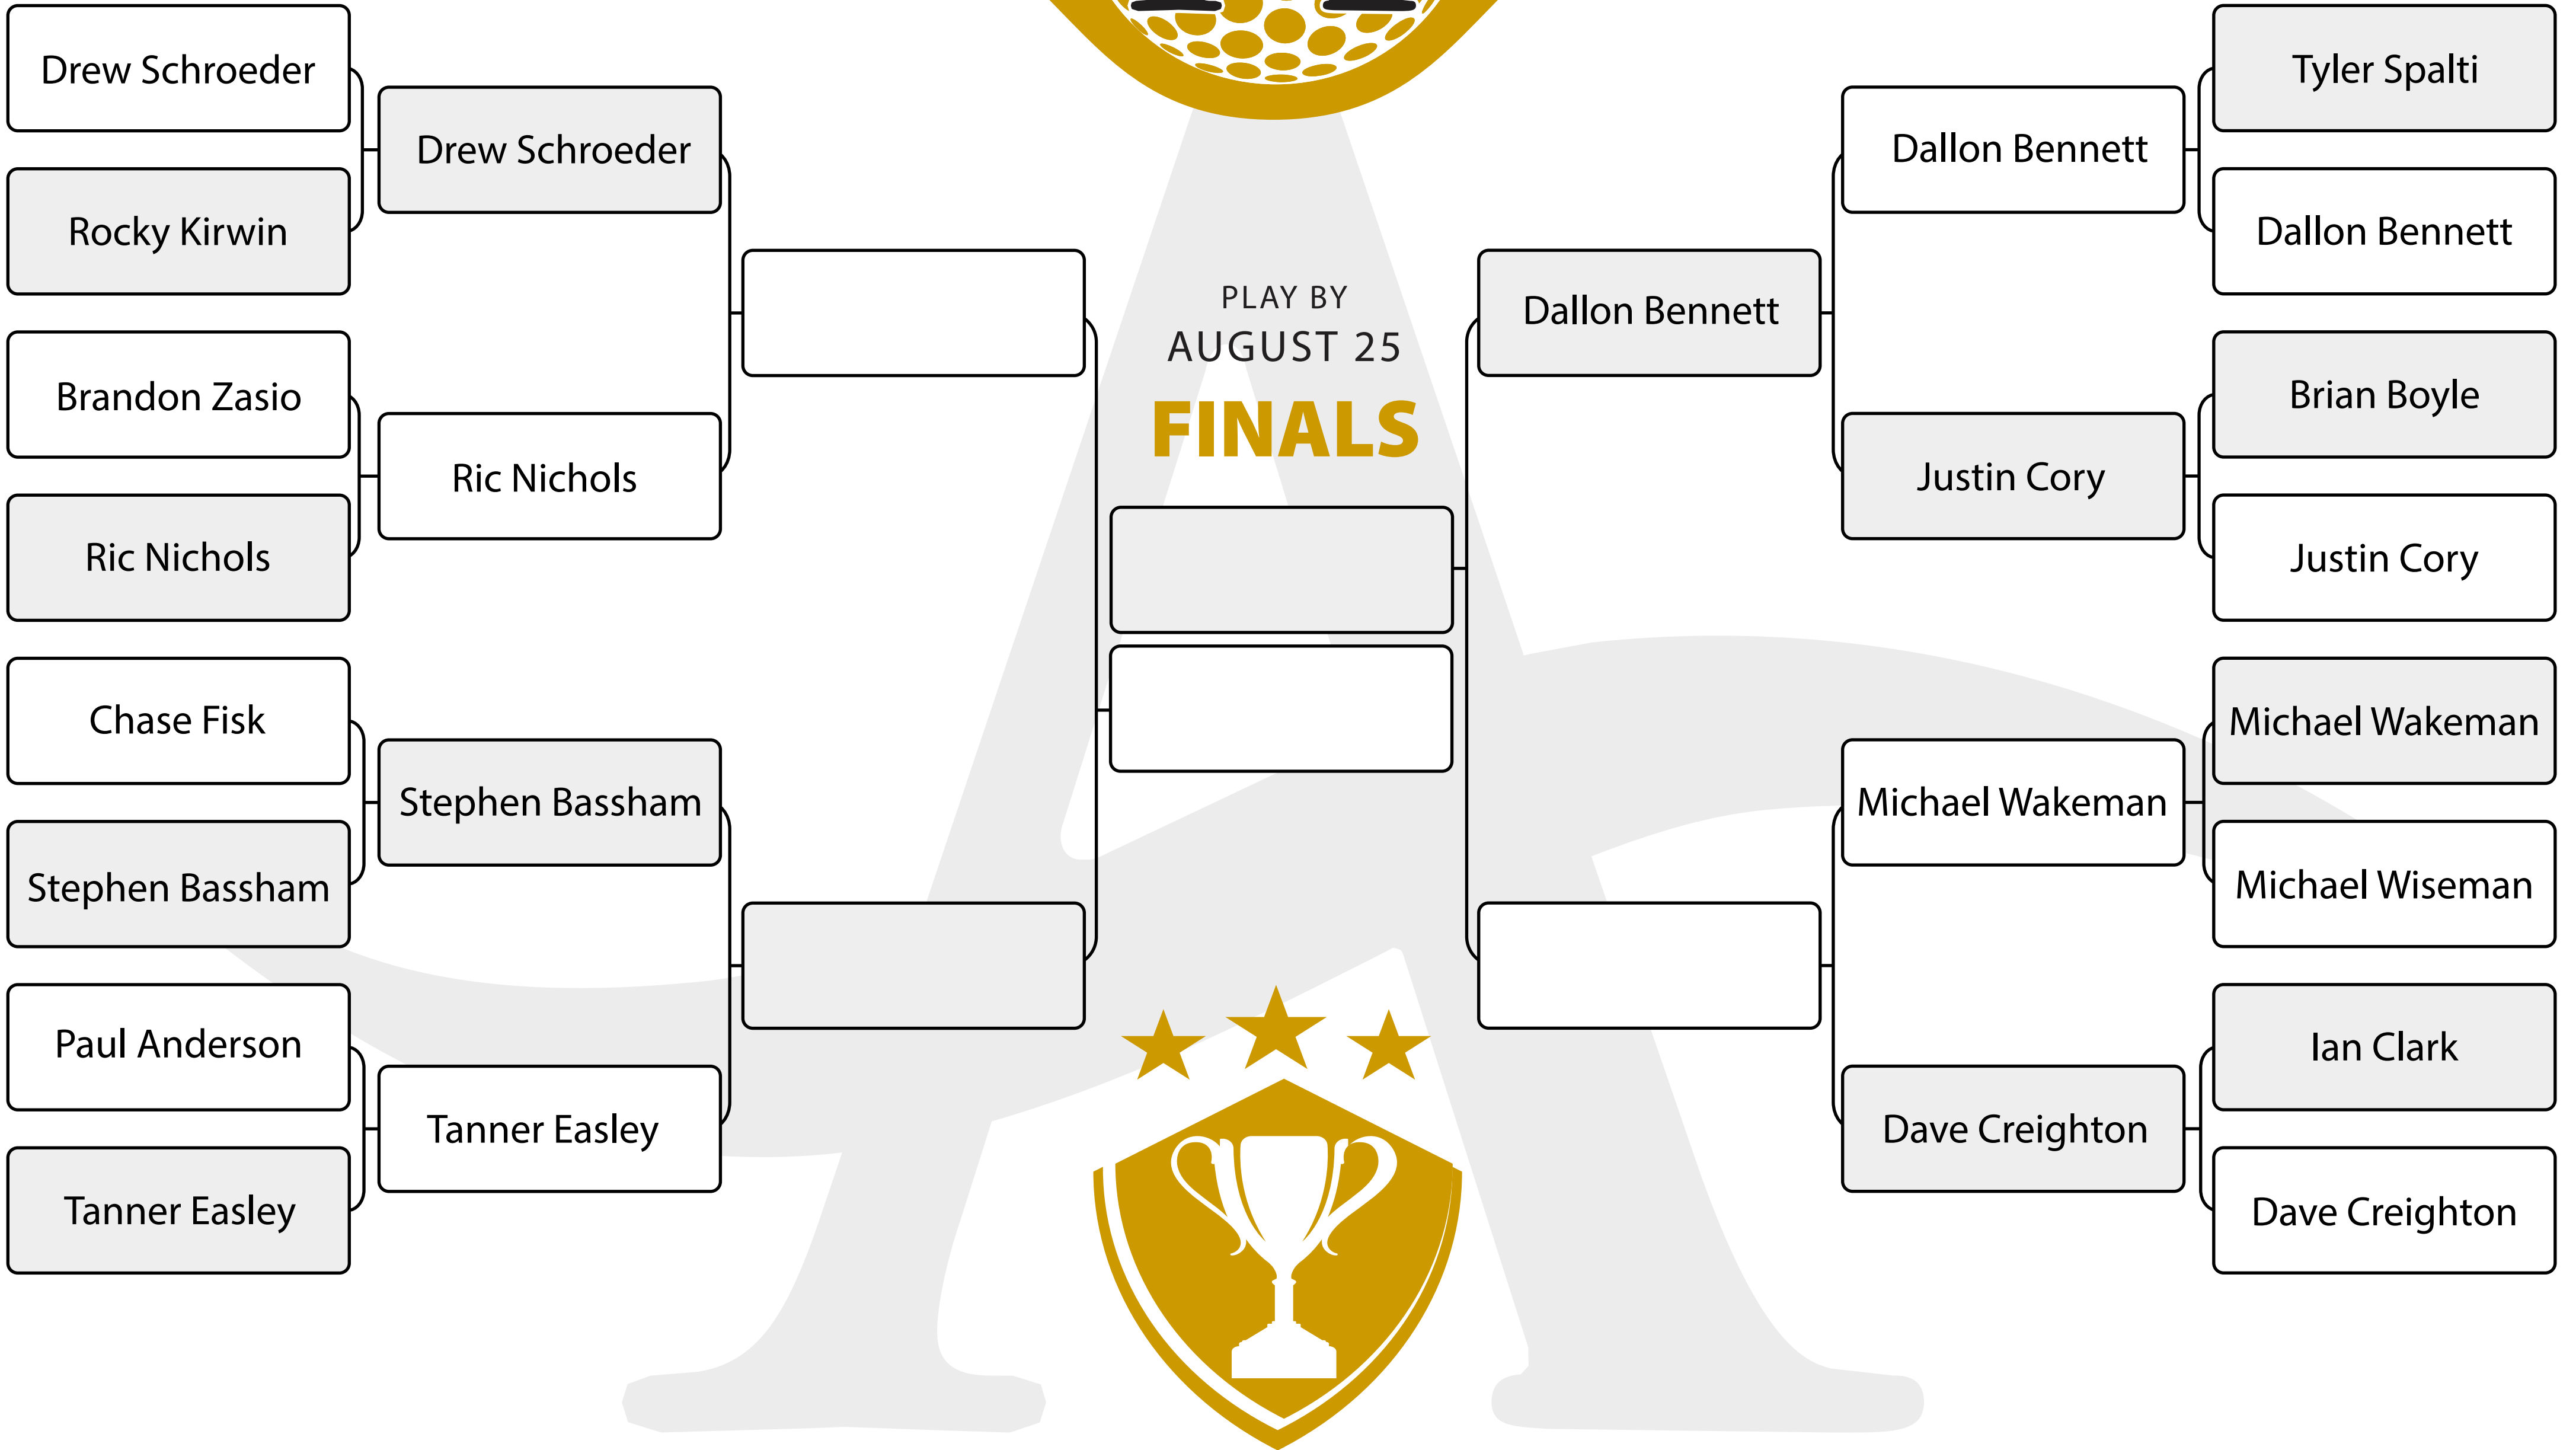 Drew Schroeder
Rocky Kirwin
Brandon Zasio
Ric Nichols
Chase Fisk
Stephen Bassham
Paul Anderson
Tanner Easley
Drew Schroeder
Ric Nichols
Stephen Bassham
Tanner Easley
PLAY BY
AUGUST 25
FINALS
Dallon Bennett
Dallon Bennett
Justin Cory
Michael Wakeman
Dave Creighton
Tyler Spalti
Dallon Bennett
Brian Boyle
Justin Cory
Michael Wakeman
Michael Wiseman
Ian Clark
Dave Creighton